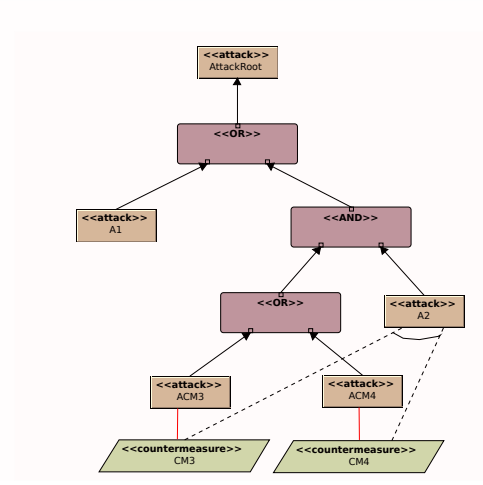 <<attack>>
AttackRoot
<<OR>>
<<attack>>
A1
<<AND>>
<<OR>>
<<attack>>
A2
<<attack>>
ACM3
<<attack>>
ACM4
<<countermeasure>>
CM3
<<countermeasure>>
CM4